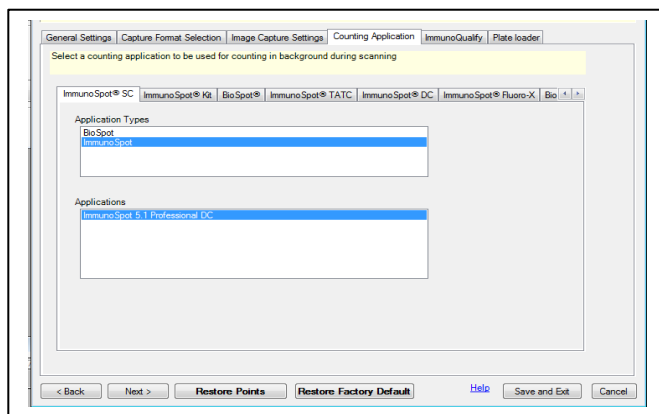 General Settings Capture Format Selection Image Capture Settings Counting Application ImmunoQualify Plate loader
Select a counting application to be used for counting in background during scanning
ImmunoSpot® SC ImmunoSpot® Kit BioSpot® ImmunoSpot® TATC ImmunoSpot® DC ImmunoSpot® Fluoro-X Bio
Application Types
BioSpot
ImmunoSpot
Applications
ImmunoSpot 5.1 Professional DC
< Back Next > Restore Points Restore Factory Default Help Save and Exit Cancel